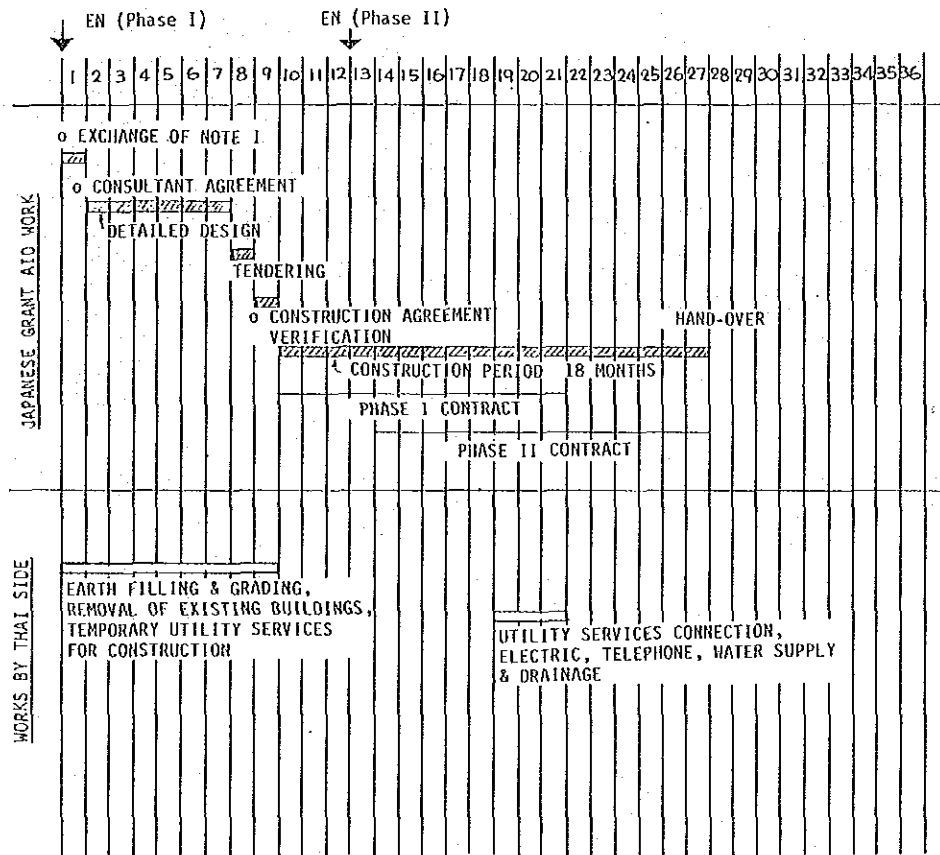 EN (Phase I)
EN (Phase II)
1 2 3 4 5 6 7 8 9 10 11 12 13 14 15 16 17 18 19 20 21 22 23 24 25 26 27 28 29 30 31 32 33 34 35 36
JAPANESE GRANT AID WORK
o EXCHANGE OF NOTE I
o CONSULTANT AGREEMENT
DETAILED DESIGN
TENDERING
o CONSTRUCTION AGREEMENT
VERIFICATION
HAND-OVER
CONSTRUCTION PERIOD 18 MONTHS
PHASE I CONTRACT
PHASE II CONTRACT
WORKS BY THAI SIDE
EARTH FILLING & GRADING,
REMOVAL OF EXISTING BUILDINGS,
TEMPORARY UTILITY SERVICES
FOR CONSTRUCTION
UTILITY SERVICES CONNECTION,
ELECTRIC, TELEPHONE, WATER SUPPLY
& DRAINAGE